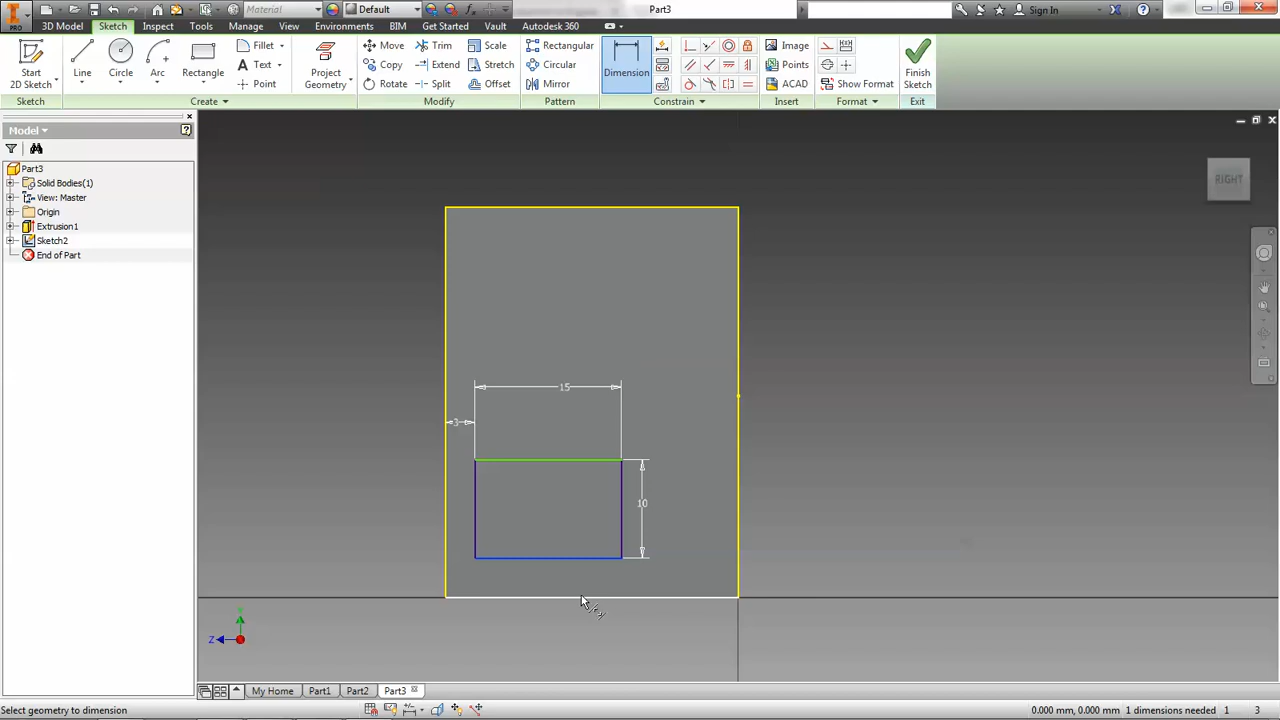 Material
Default
Part3
Sign In
PRO
3D Model Sketch Inspect Tools Manage View Environments BIM Get Started Vault Autodesk 360
Start
2D Sketch
Line
Circle
Arc
Rectangle
Fillet
Text
Point
Project
Geometry
Move
Copy
Rotate
Trim
Extend
Split
Scale
Stretch
Offset
Rectangular
Circular
Mirror
Dimension
Image
Points
ACAD
Show Format
Finish
Sketch
Sketch
Create
Modify
Pattern
Constrain
Insert
Format
Exit
Model
Part3
Solid Bodies(1)
View: Master
Origin
Extrusion1
Sketch2
End of Part
RIGHT
15
3
10
Z
My Home Part1 Part2 Part3
Select geometry to dimension
0.000 mm, 0.000 mm 1 dimensions needed 1 3